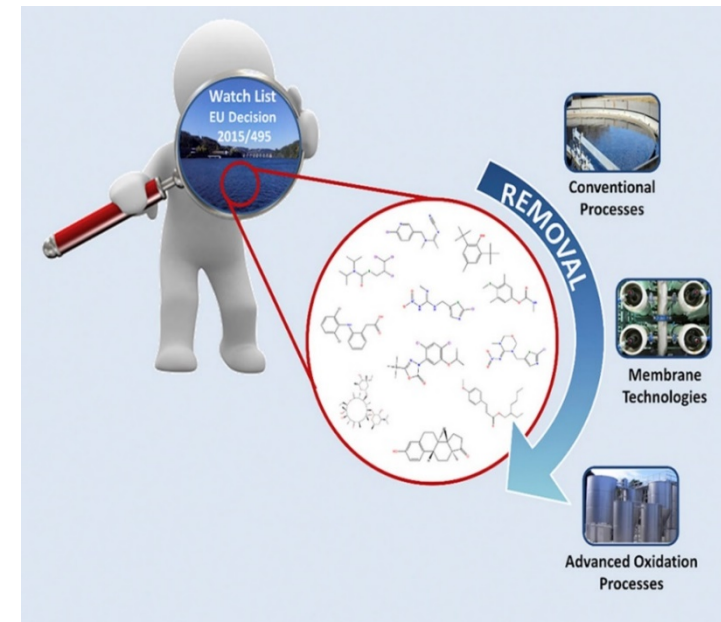 Watch List
EU Decision
2015/495
REMOVAL
Conventional
Processes
Membrane
Technologies
Advanced Oxidation
Processes